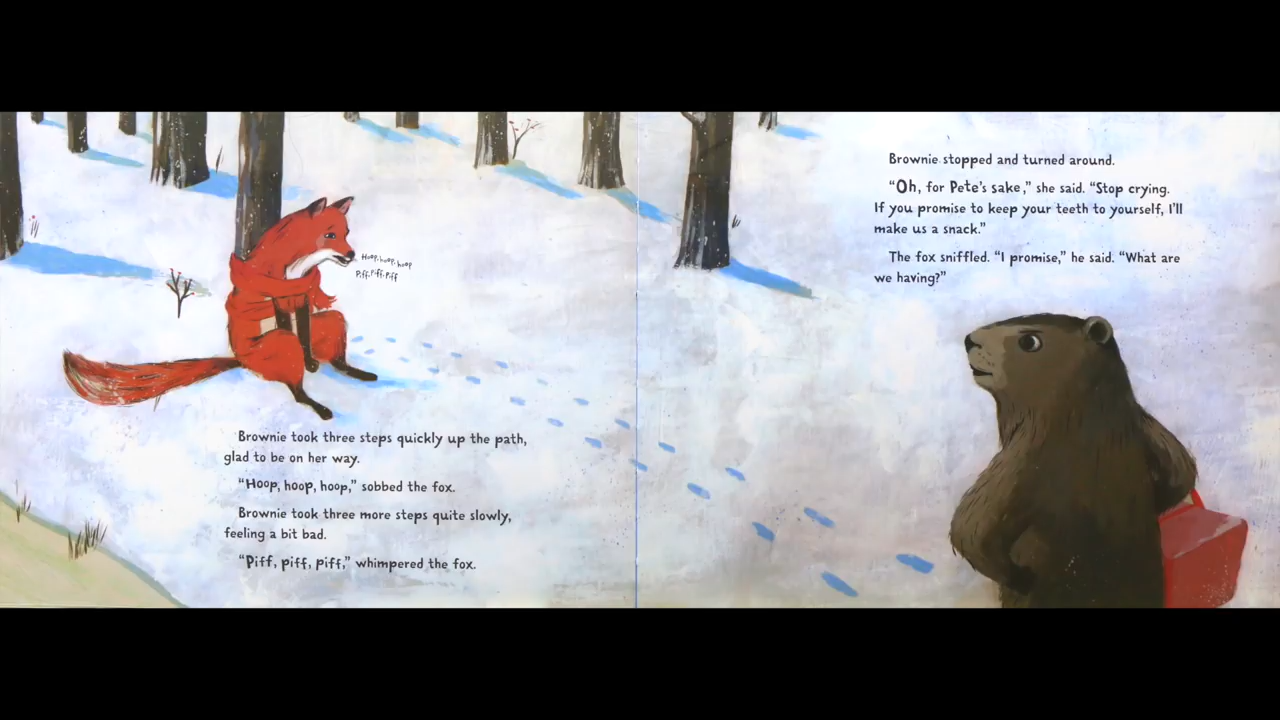 Hoop, hoop, hoop
Piff, piff, piff
Brownie took three steps quickly up the path,
glad to be on her way.
“Hoop, hoop, hoop,” sobbed the fox.
Brownie took three more steps quite slowly,
feeling a bit bad.
“Piff, piff, piff,” whimpered the fox.
Brownie stopped and turned around.
“Oh, for Pete’s sake,” she said. “Stop crying.
If you promise to keep your teeth to yourself, I’ll
make us a snack.”
The fox sniffled. “I promise,” he said. “What are
we having?”